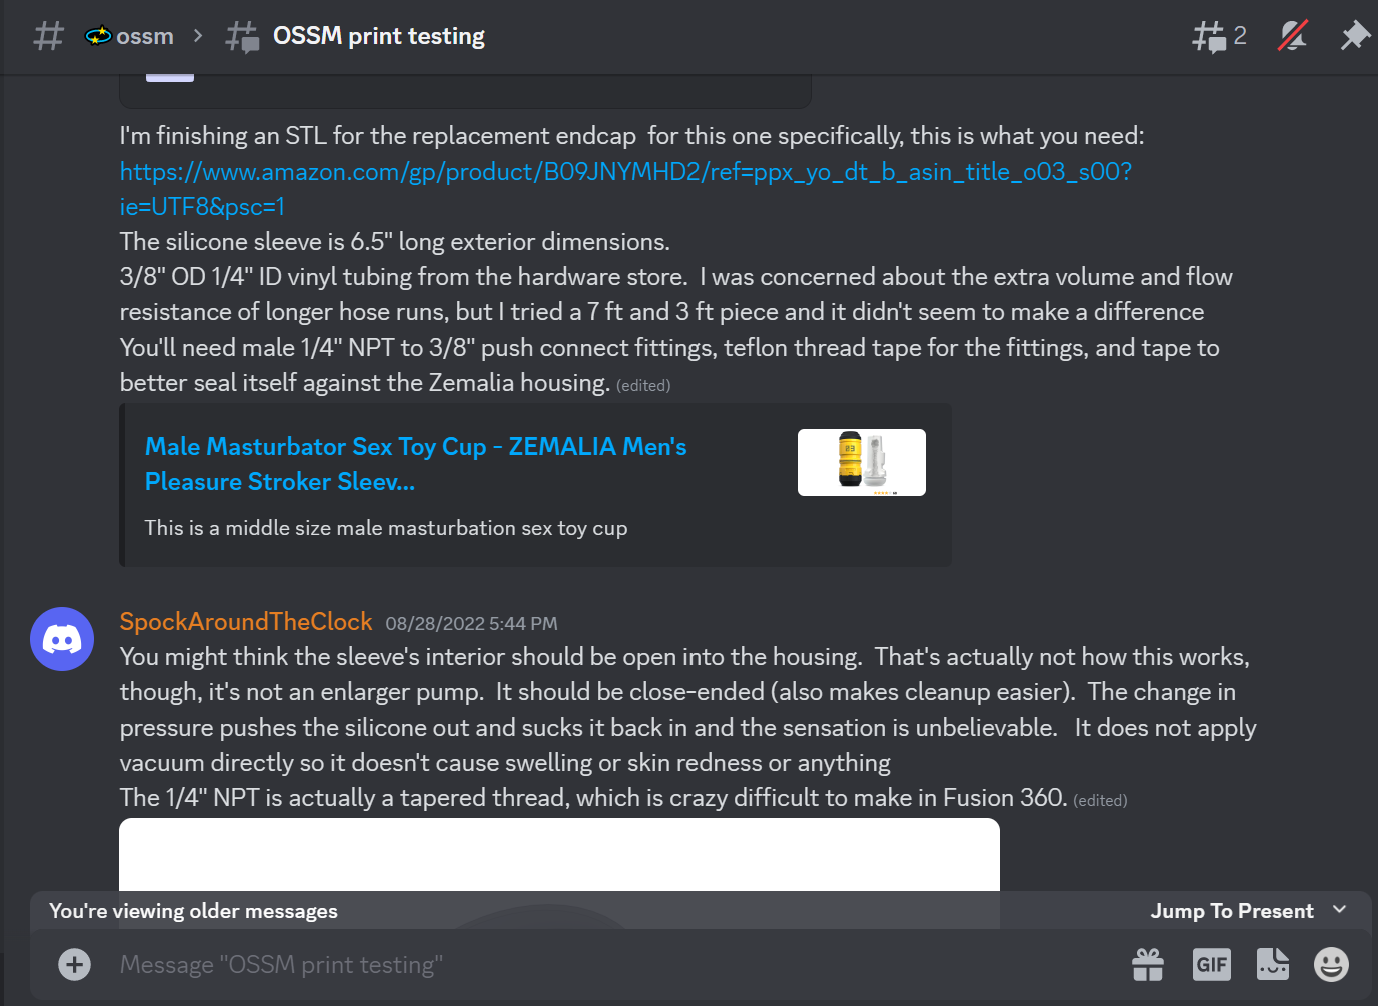 ossm > OSSM print testing 2
I'm finishing an STL for the replacement endcap  for this one specifically, this is what you need:
https://www.amazon.com/gp/product/B09JNYMHD2/ref=ppx_yo_dt_b_asin_title_o03_s00?
ie=UTF8&psc=1
The silicone sleeve is 6.5" long exterior dimensions.
3/8" OD 1/4" ID vinyl tubing from the hardware store.  I was concerned about the extra volume and flow
resistance of longer hose runs, but I tried a 7 ft and 3 ft piece and it didn't seem to make a difference
You'll need male 1/4" NPT to 3/8" push connect fittings, teflon thread tape for the fittings, and tape to
better seal itself against the Zemalia housing. (edited)
Male Masturbator Sex Toy Cup - ZEMALIA Men's
Pleasure Stroker Sleev...
This is a middle size male masturbation sex toy cup
SpockAroundTheClock 08/28/2022 5:44 PM
You might think the sleeve's interior should be open into the housing.  That's actually not how this works,
though, it's not an enlarger pump.  It should be close-ended (also makes cleanup easier).  The change in
pressure pushes the silicone out and sucks it back in and the sensation is unbelievable.   It does not apply
vacuum directly so it doesn't cause swelling or skin redness or anything
The 1/4" NPT is actually a tapered thread, which is crazy difficult to make in Fusion 360. (edited)
You're viewing older messages Jump To Present
Message "OSSM print testing"
GIF